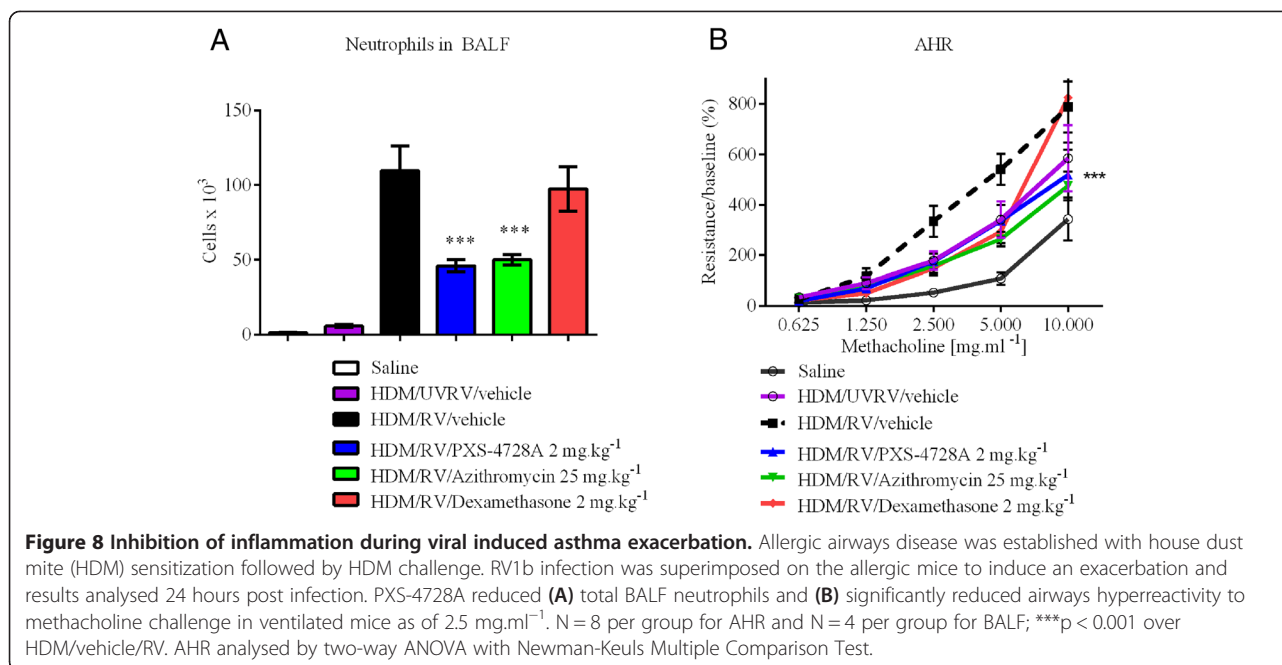 A
Neutrophils in BALF
150
100
50
0
Cells x 10³
***
***
Saline
HDM/UVRV/vehicle
HDM/RV/vehicle
HDM/RV/PXS-4728A 2 mg.kg⁻¹
HDM/RV/Azithromycin 25 mg.kg⁻¹
HDM/RV/Dexamethasone 2 mg.kg⁻¹
B
AHR
800
600
400
200
0
Resistance/baseline (%)
***
0.625 1.250 2.500 5.000 10.000
Methacholine [mg.ml⁻¹]
Saline
HDM/UVRV/vehicle
HDM/RV/vehicle
HDM/RV/PXS-4728A 2 mg.kg⁻¹
HDM/RV/Azithromycin 25 mg.kg⁻¹
HDM/RV/Dexamethasone 2 mg.kg⁻¹
Figure 8 Inhibition of inflammation during viral induced asthma exacerbation. Allergic airways disease was established with house dust
mite (HDM) sensitization followed by HDM challenge. RV1b infection was superimposed on the allergic mice to induce an exacerbation and
results analysed 24 hours post infection. PXS-4728A reduced (A) total BALF neutrophils and (B) significantly reduced airways hyperreactivity to
methacholine challenge in ventilated mice as of 2.5 mg.ml⁻¹. N = 8 per group for AHR and N = 4 per group for BALF; ***p < 0.001 over
HDM/vehicle/RV. AHR analysed by two-way ANOVA with Newman-Keuls Multiple Comparison Test.